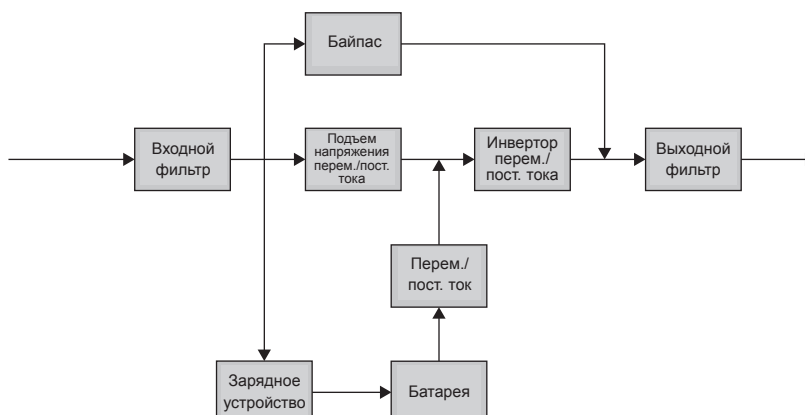 Байпас
Входной
фильтр
Подъем
напряжения
перем./пост.
тока
Инвертор
перем./
пост. тока
Выходной
фильтр
Перем./
пост. ток
Зарядное
устройство
Батарея